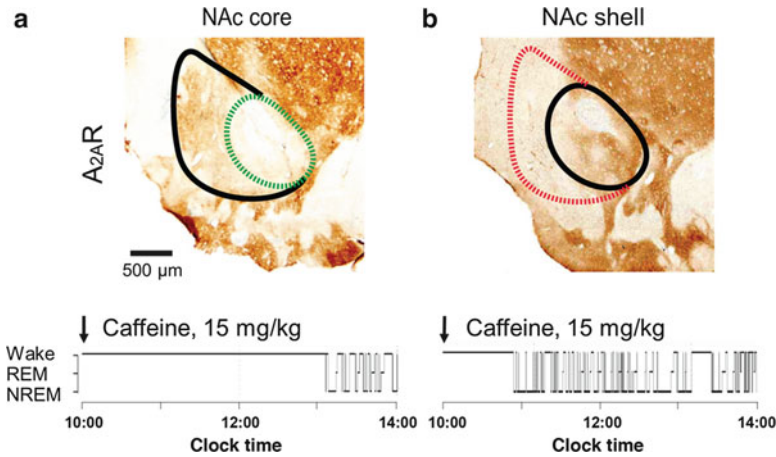 a NAc core
b NAc shell
A2AR
500 µm
Caffeine, 15 mg/kg
Caffeine, 15 mg/kg
Wake
REM
NREM
10:00 12:00 14:00
10:00 12:00 14:00
Clock time
Clock time